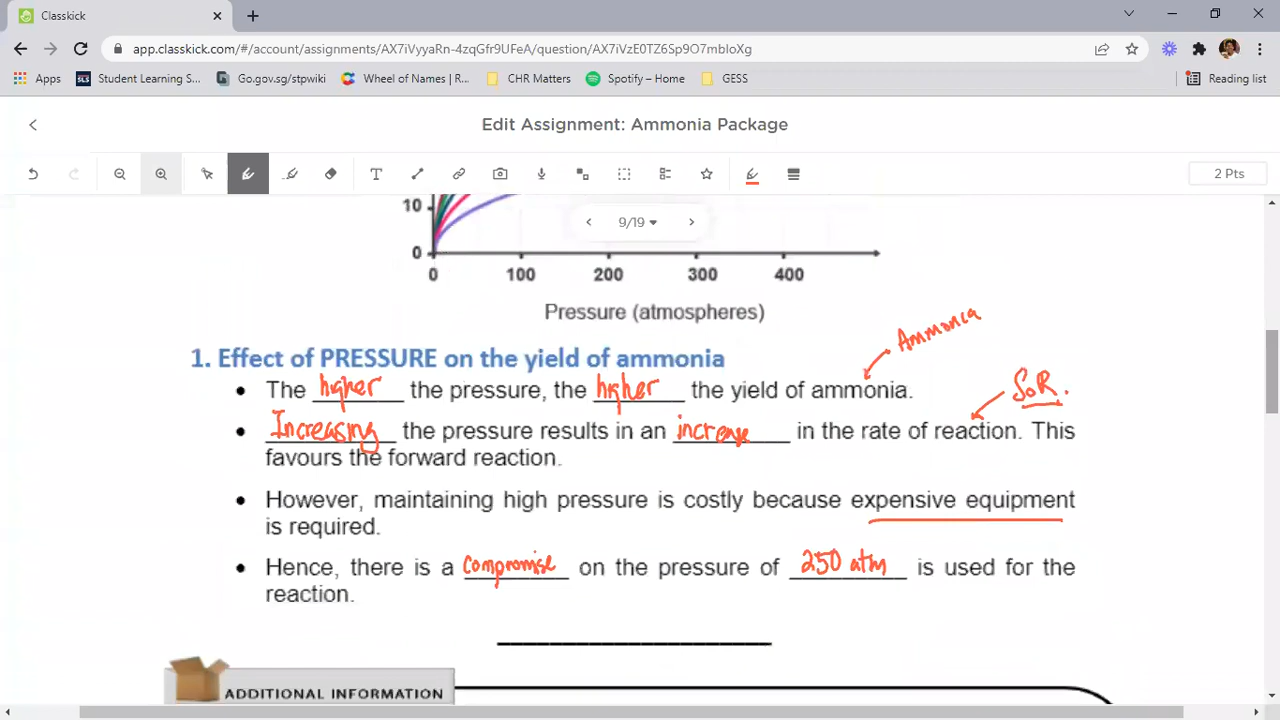 Classkick
app.classkick.com/#/account/assignments/AX7iVyyaRn-4zqGfr9UFeA/question/AX7iVzE0TZ6Sp9O7mbloXg
Apps SLS Student Learning S... Go.gov.sg/stpwiki Wheel of Names | R... CHR Matters Spotify – Home GESS Reading list
Edit Assignment: Ammonia Package
T 2 Pts
10
9/19
0
0 100 200 300 400
Pressure (atmospheres)
Ammonia
1. Effect of PRESSURE on the yield of ammonia
• The higher the pressure, the higher the yield of ammonia.
SoR.
• Increasing the pressure results in an increase in the rate of reaction. This
favours the forward reaction.
• However, maintaining high pressure is costly because expensive equipment
is required.
• Hence, there is a compromise on the pressure of 250 atm is used for the
reaction.
ADDITIONAL INFORMATION